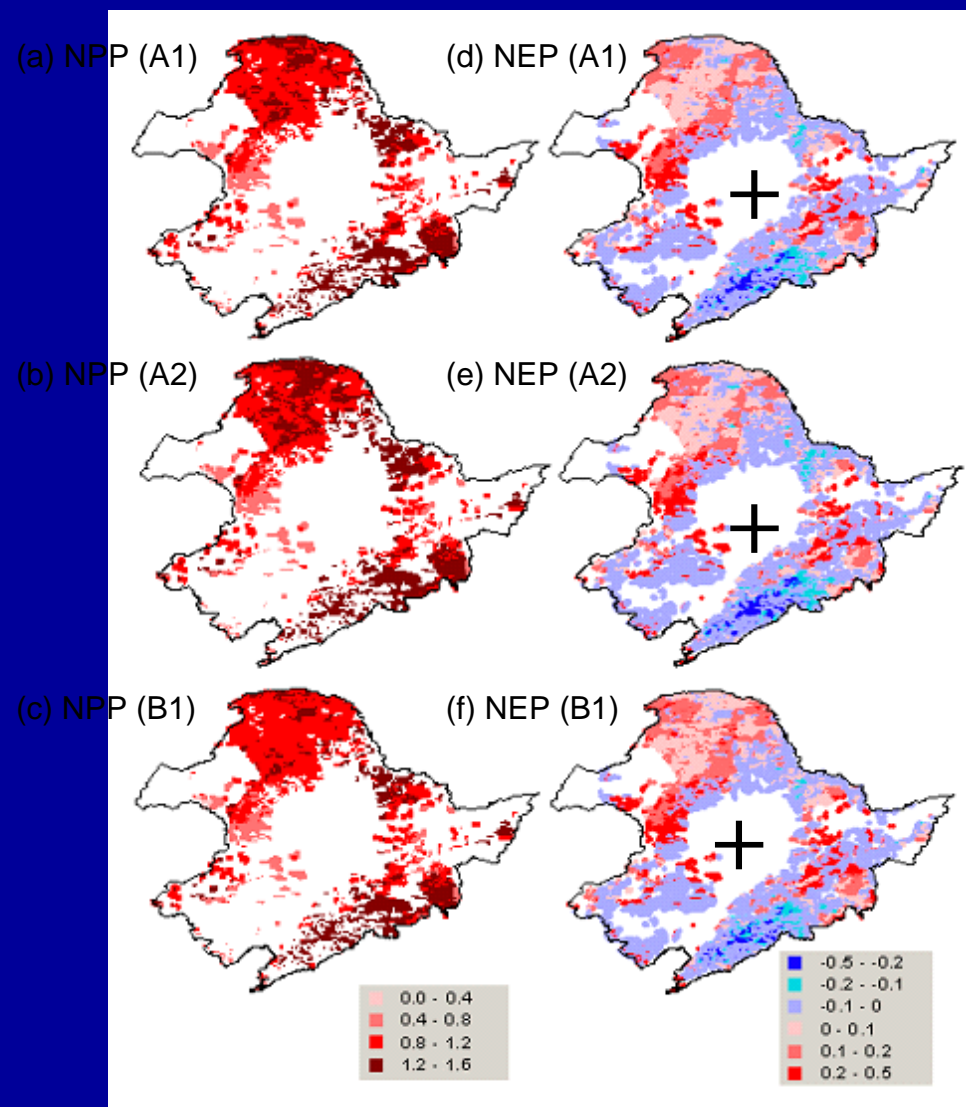 (a) NPP (A1)
(d) NEP (A1)
(b) NPP (A2)
(e) NEP (A2)
(c) NPP (B1)
(f) NEP (B1)
0.0 - 0.4
0.4 - 0.8
0.8 - 1.2
1.2 - 1.6
-0.5 - -0.2
-0.2 - -0.1
-0.1 - 0
0 - 0.1
0.1 - 0.2
0.2 - 0.5